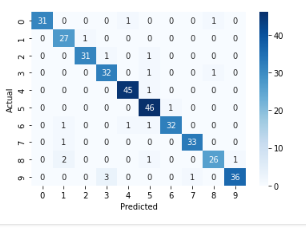 0 31 0 0 0 1 0 0 0 1 0
1 0 27 1 0 0 0 0 0 0 0
2 0 0 31 1 0 1 0 0 0 0
3 0 0 0 32 0 1 0 0 1 0
4 0 0 0 0 45 1 0 0 0 0
5 0 0 0 0 0 46 1 0 0 0
6 0 1 0 0 1 1 32 0 0 0
7 0 1 0 0 0 0 0 33 0 0
8 0 2 0 0 0 1 0 0 26 1
9 0 0 0 3 0 0 0 1 0 36
0 1 2 3 4 5 6 7 8 9
Predicted
Actual
40
30
20
10
0